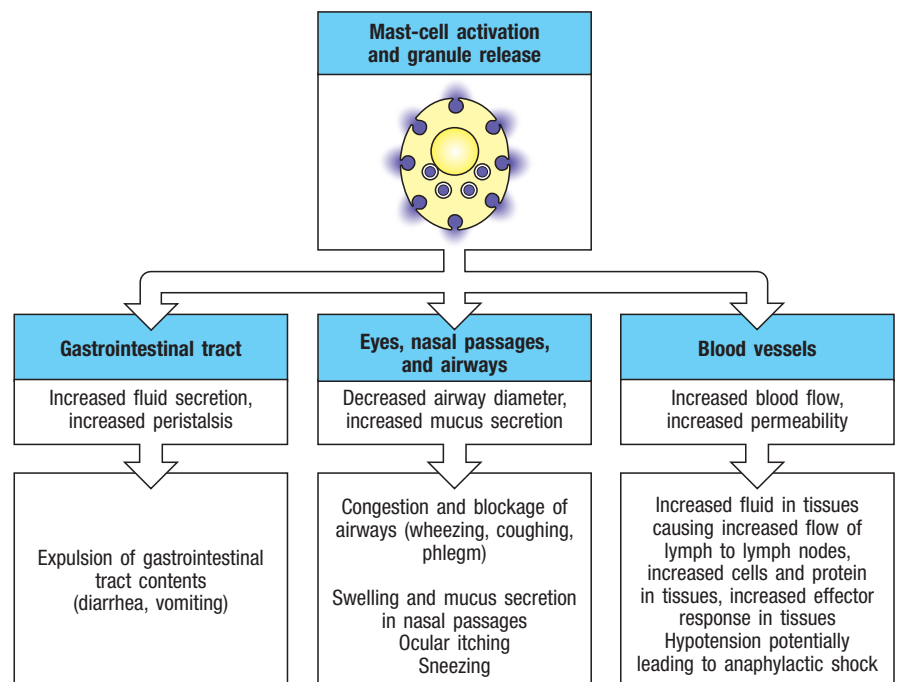 Mast-cell activation
and granule release
Gastrointestinal tract
Increased fluid secretion,
increased peristalsis
Expulsion of gastrointestinal
tract contents
(diarrhea, vomiting)
Eyes, nasal passages,
and airways
Decreased airway diameter,
increased mucus secretion
Congestion and blockage of
airways (wheezing, coughing,
phlegm)
Swelling and mucus secretion
in nasal passages
Ocular itching
Sneezing
Blood vessels
Increased blood flow,
increased permeability
Increased fluid in tissues
causing increased flow of
lymph to lymph nodes,
increased cells and protein
in tissues, increased effector
response in tissues
Hypotension potentially
leading to anaphylactic shock